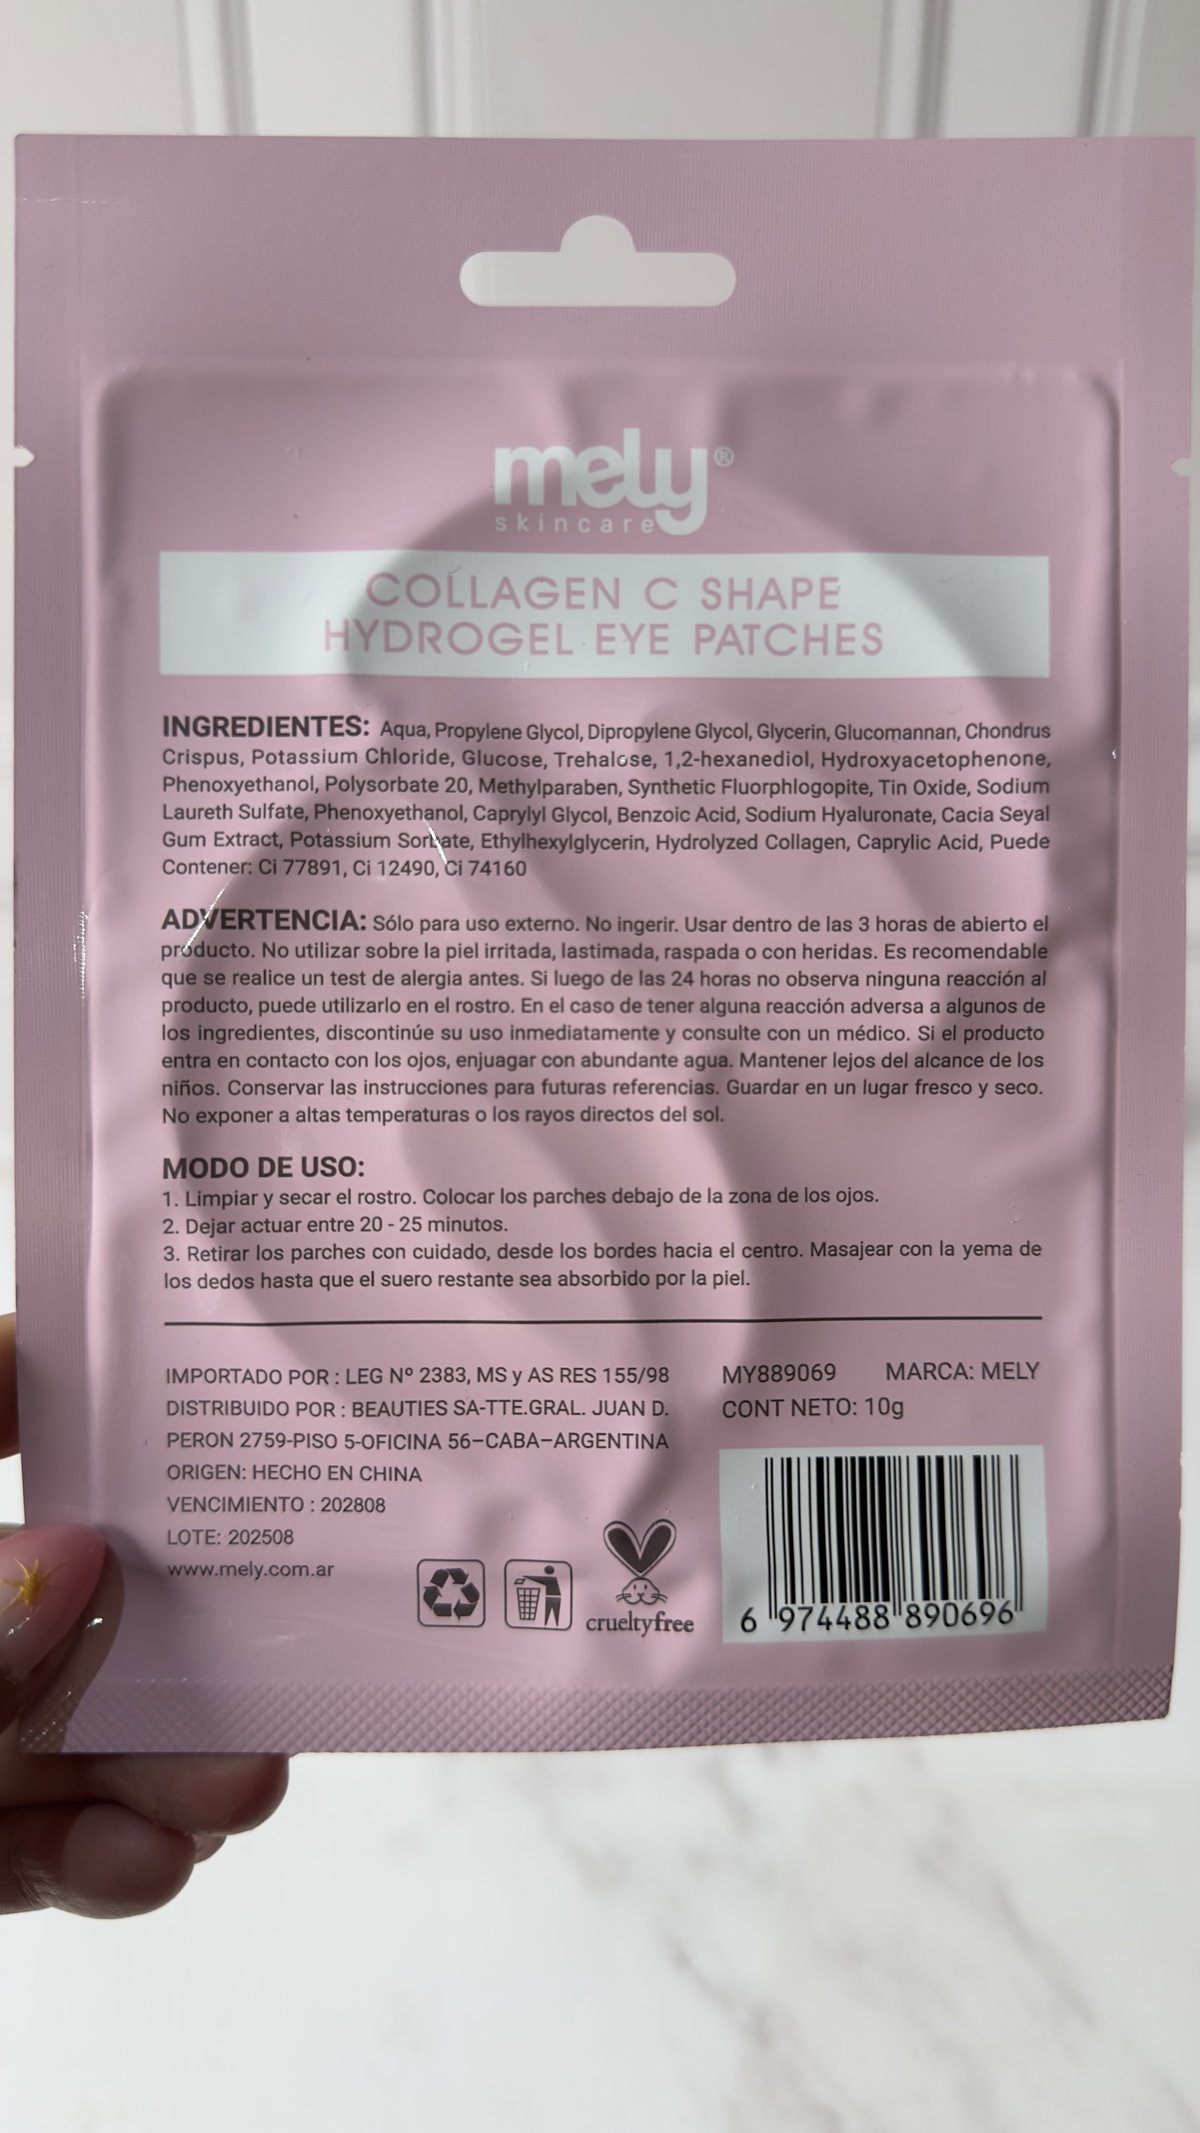 mely®
skincare
COLLAGEN C SHAPE
HYDROGEL EYE PATCHES
INGREDIENTES: Aqua, Propylene Glycol, Dipropylene Glycol, Glycerin, Glucomannan, Chondrus
Crispus, Potassium Chloride, Glucose, Trehalose, 1,2-hexanediol, Hydroxyacetophenone,
Phenoxyethanol, Polysorbate 20, Methylparaben, Synthetic Fluorphlogopite, Tin Oxide, Sodium
Laureth Sulfate, Phenoxyethanol, Caprylyl Glycol, Benzoic Acid, Sodium Hyaluronate, Cacia Seyal
Gum Extract, Potassium Sorbate, Ethylhexylglycerin, Hydrolyzed Collagen, Caprylic Acid, Puede
Contener: Ci 77891, Ci 12490, Ci 74160
ADVERTENCIA: Sólo para uso externo. No ingerir. Usar dentro de las 3 horas de abierto el
producto. No utilizar sobre la piel irritada, lastimada, raspada o con heridas. Es recomendable
que se realice un test de alergia antes. Si luego de las 24 horas no observa ninguna reacción al
producto, puede utilizarlo en el rostro. En el caso de tener alguna reacción adversa a algunos de
los ingredientes, discontinúe su uso inmediatamente y consulte con un médico. Si el producto
entra en contacto con los ojos, enjuagar con abundante agua. Mantener lejos del alcance de los
niños. Conservar las instrucciones para futuras referencias. Guardar en un lugar fresco y seco.
No exponer a altas temperaturas o los rayos directos del sol.
MODO DE USO:
1. Limpiar y secar el rostro. Colocar los parches debajo de la zona de los ojos.
2. Dejar actuar entre 20 - 25 minutos.
3. Retirar los parches con cuidado, desde los bordes hacia el centro. Masajear con la yema de
los dedos hasta que el suero restante sea absorbido por la piel.
IMPORTADO POR : LEG Nº 2383, MS y AS RES 155/98
DISTRIBUIDO POR : BEAUTIES SA-TTE.GRAL. JUAN D.
PERON 2759-PISO 5-OFICINA 56-CABA-ARGENTINA
ORIGEN: HECHO EN CHINA
VENCIMIENTO : 202808
LOTE: 202508
www.mely.com.ar
MY889069 MARCA: MELY
CONT NETO: 10g
crueltyfree
6 974488 890696